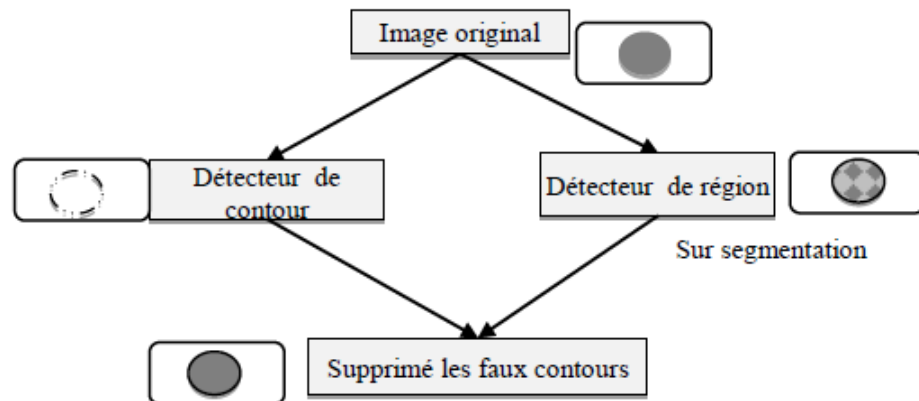 Image original
Détecteur de
contour
Détecteur de région
Sur segmentation
Supprimé les faux contours